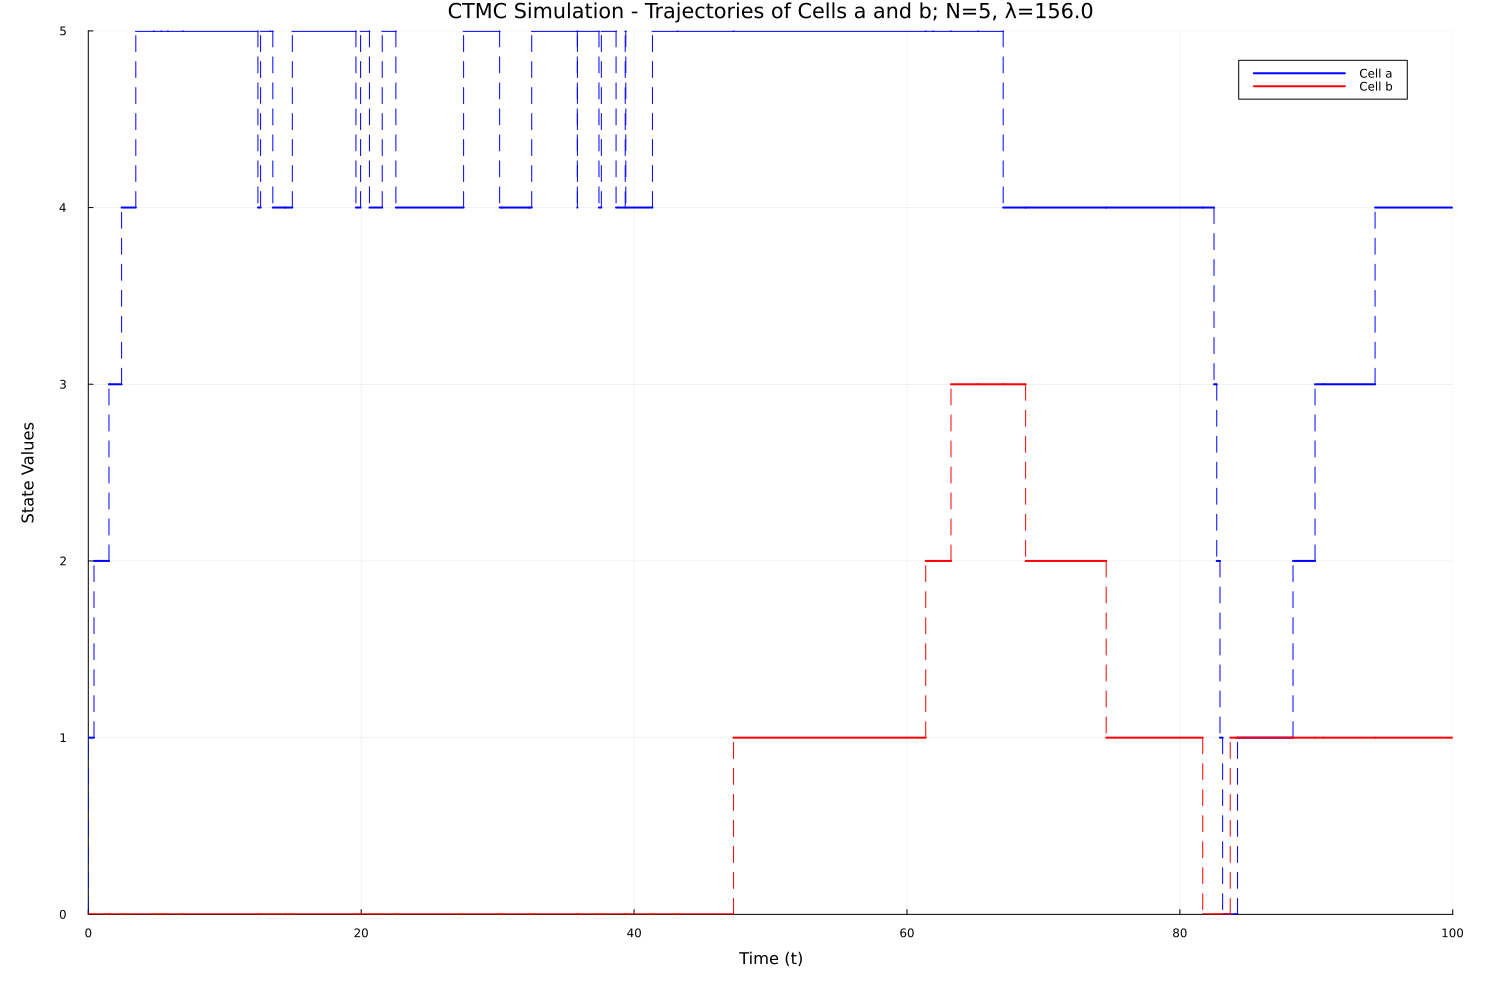 CTMC Simulation - Trajectories of Cells a and b; N=5, λ=156.0
5
Cell a
Cell b
4
3
State Values
2
1
0
0 20 40 60 80 100
Time (t)